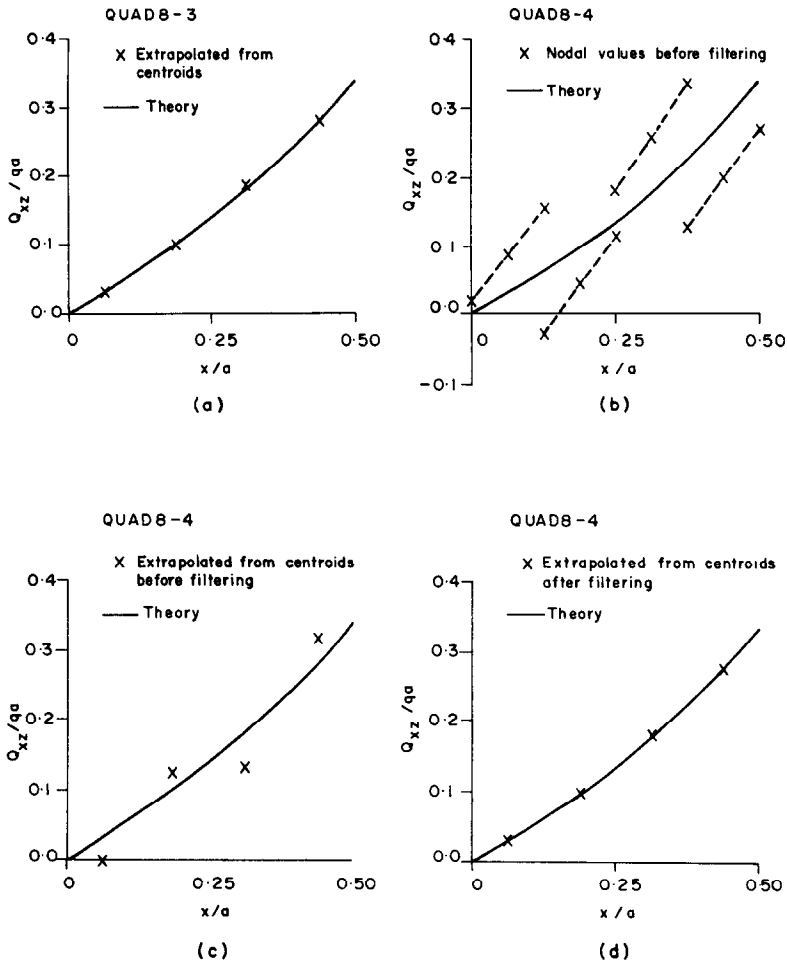 QUAD8-3
× Extrapolated from
centroids
Theory
0·4
0·3
0·2
0·1
0·0
Qxz/qa
0
0·25
0·50
x/a
(a)
QUAD8-4
× Nodal values before filtering
Theory
0·4
0·3
0·2
0·1
0·0
-0·1
Qxz/qa
0
0·25
0·50
x/a
(b)
QUAD8-4
× Extrapolated from centroids
before filtering
Theory
0·4
0·3
0·2
0·1
0·0
Qxz/qa
0
0·25
0·50
x/a
(c)
QUAD8-4
× Extrapolated from centroids
after filtering
Theory
0·4
0·3
0·2
0·1
0·0
Qxz/qa
0
0·25
0·50
x/a
(d)